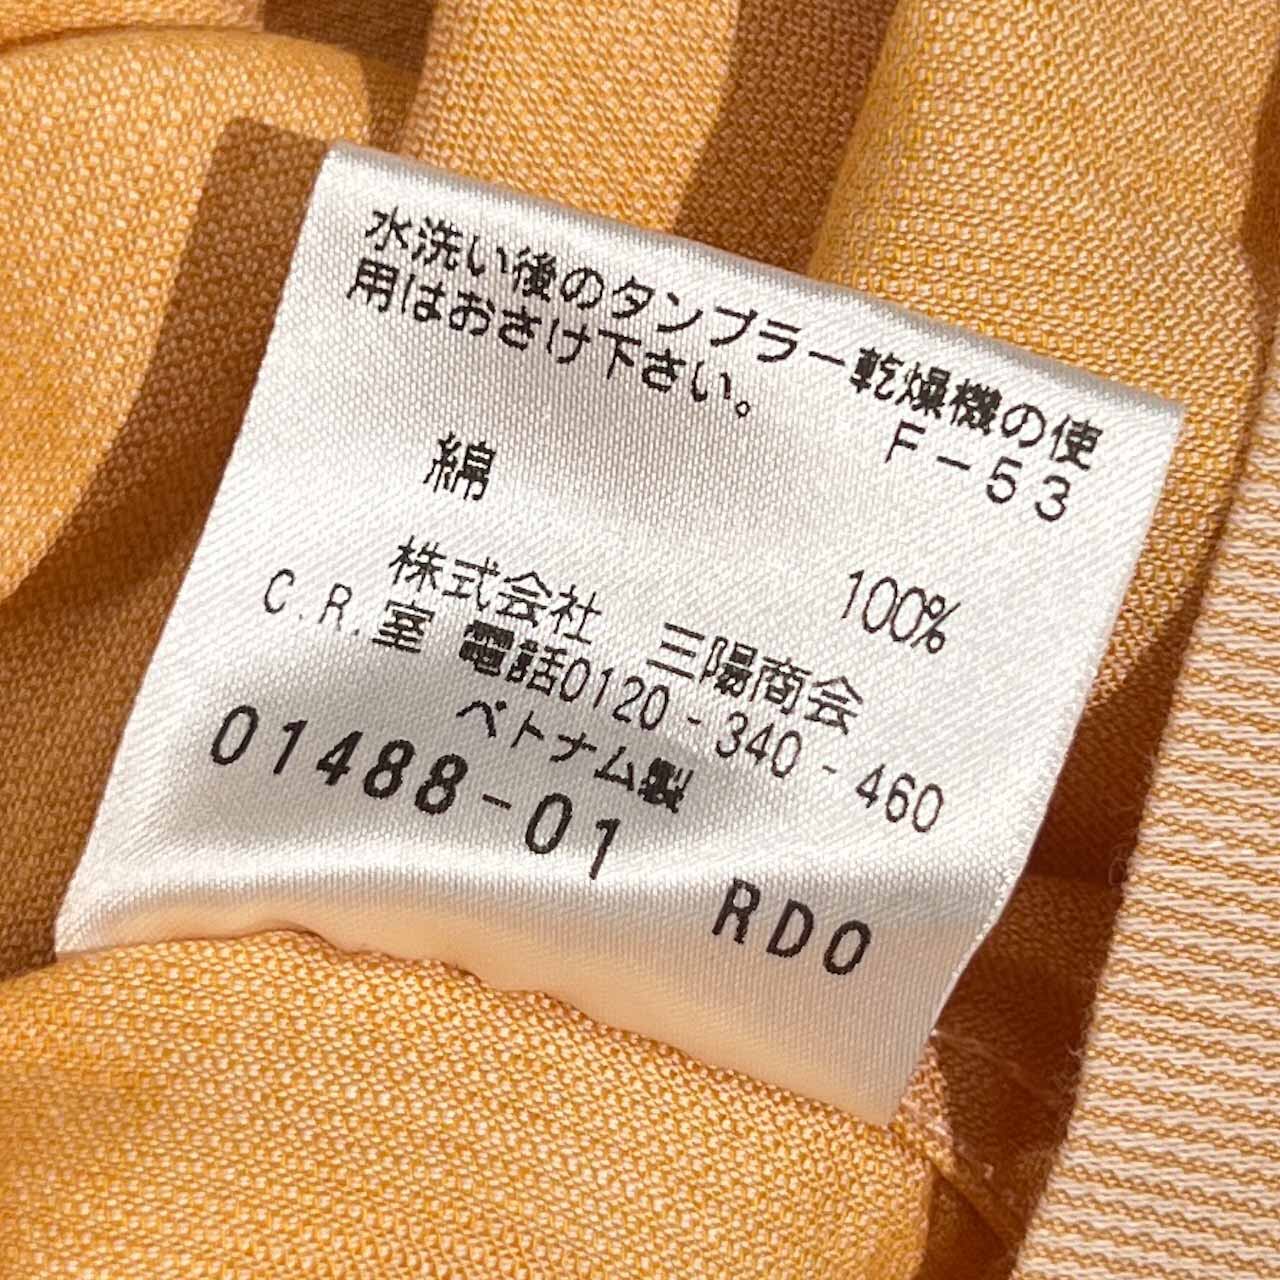 水洗い後のタンブラー乾燥機の使
用はおさけ下さい。
F-53
綿 100%
株式会社 三陽商会
C.R.室 電話0120-340-460
ベトナム製
01488-01 RDO